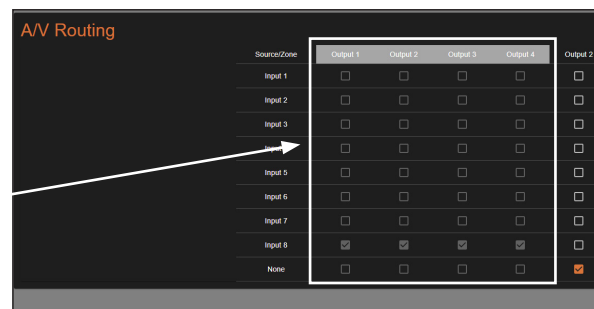 A/V Routing
Source/Zone Output 1 Output 2 Output 3 Output 4 Output 2
Input 1
Input 2
Input 3
Input 5
Input 6
Input 7
Input 8
None